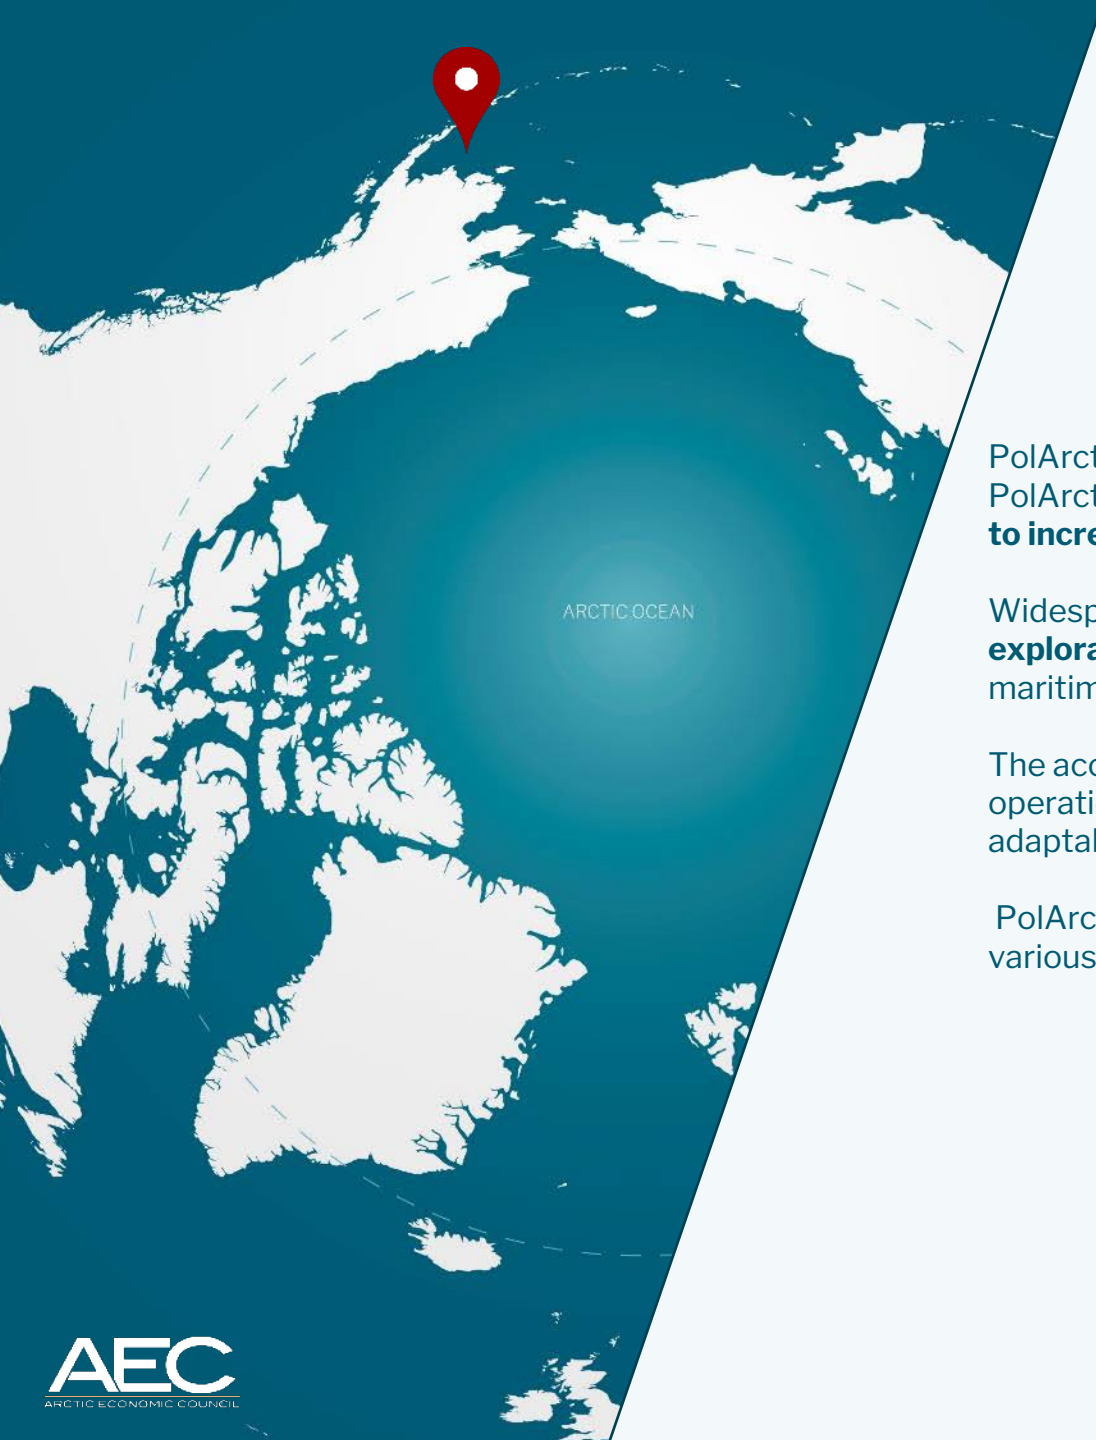 ARCTIC OCEAN
PolArct
PolArct
to incre
Widesp
explora
maritim
The acc
operati
adaptal
PolArc
various
AEC
ARCTIC ECONOMIC COUNCIL